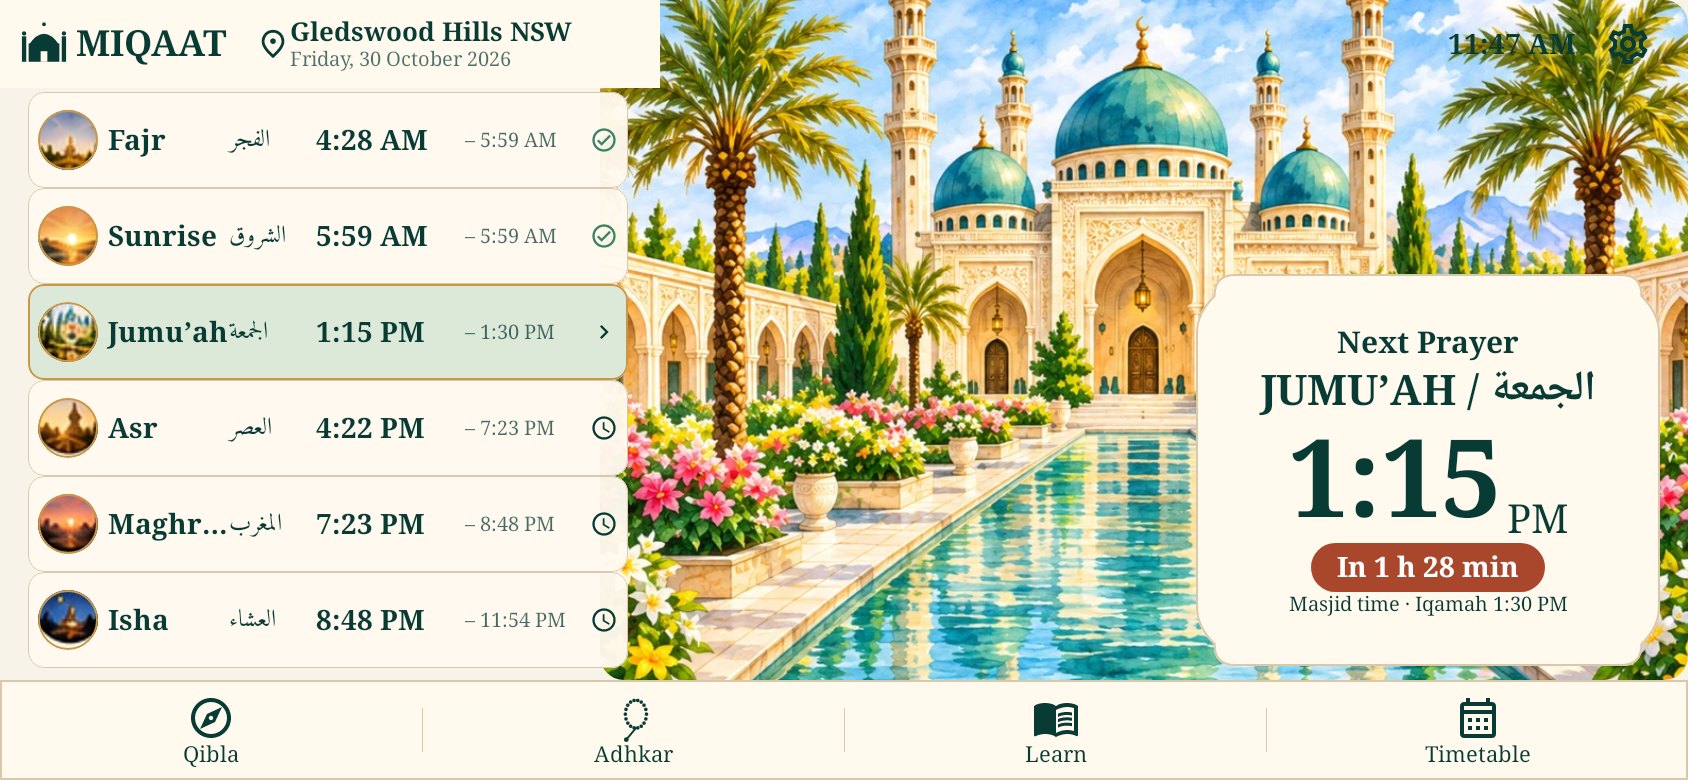 MIQAAT
Gledswood Hills NSW
Friday, 30 October 2026
11:47 AM
Fajr الفجر 4:28 AM – 5:59 AM
Sunrise الشروق 5:59 AM – 5:59 AM
Jumu’ah الجمعة 1:15 PM – 1:30 PM
Asr العصر 4:22 PM – 7:23 PM
Maghr... المغرب 7:23 PM – 8:48 PM
Isha العشاء 8:48 PM – 11:54 PM
Next Prayer
JUMU’AH / الجمعة
1:15 PM
In 1 h 28 min
Masjid time · Iqamah 1:30 PM
Qibla
Adhkar
Learn
Timetable